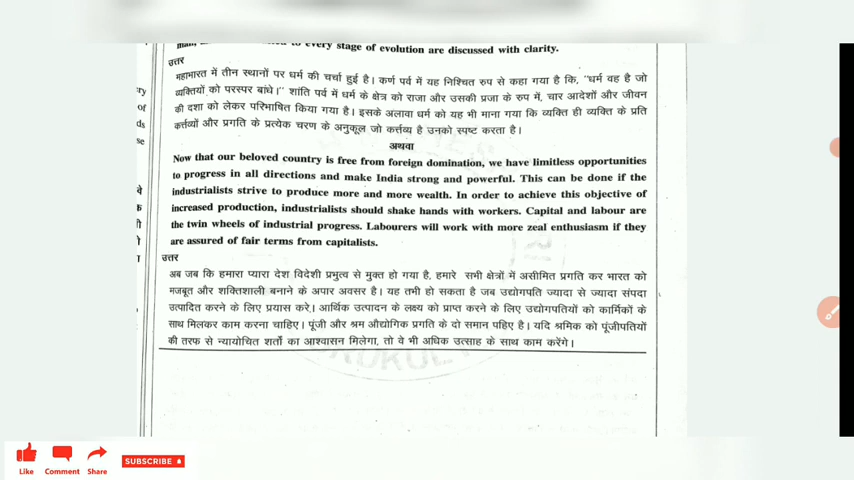 to every stage of evolution are discussed with clarity.
उत्तर
महाभारत में तीन स्थानों पर धर्म की चर्चा हुई है। कर्ण पर्व में यह निश्चित रुप से कहा गया है कि, "धर्म वह है जो
व्यक्तियों को परस्पर बांधे।" शांति पर्व में धर्म के क्षेत्र को राजा और उसकी प्रजा के रुप में, चार आदेशों और जीवन
की दशा को लेकर परिभाषित किया गया है। इसके अलावा धर्म को यह भी माना गया कि व्यक्ति ही व्यक्ति के प्रति
कर्त्तव्यों और प्रगति के प्रत्येक चरण के अनुकूल जो कर्त्तव्य है उनको स्पष्ट करता है।
अथवा
Now that our beloved country is free from foreign domination, we have limitless opportunities
to progress in all directions and make India strong and powerful. This can be done if the
industrialists strive to produce more and more wealth. In order to achieve this objective of
increased production, industrialists should shake hands with workers. Capital and labour are
the twin wheels of industrial progress. Labourers will work with more zeal enthusiasm if they
are assured of fair terms from capitalists.
उत्तर
अब जब कि हमारा प्यारा देश विदेशी प्रभुत्व से मुक्त हो गया है, हमारे सभी क्षेत्रों में असीमित प्रगति कर भारत को
मजबूत और शक्तिशाली बनाने के अपार अवसर है। यह तभी हो सकता है जब उद्योगपति ज्यादा से ज्यादा संपदा
उत्पादित करने के लिए प्रयास करे। आर्थिक उत्पादन के लक्ष्य को प्राप्त करने के लिए उद्योगपतियों को कार्मिकों के
साथ मिलकर काम करना चाहिए। पूंजी और श्रम औद्योगिक प्रगति के दो समान पहिए है। यदि श्रमिक को पूंजीपतियों
की तरफ से न्यायोचित शर्तों का आश्वासन मिलेगा, तो वे भी अधिक उत्साह के साथ काम करेंगे।
of
ds
se
वे
Like
Comment
Share
SUBSCRIBE